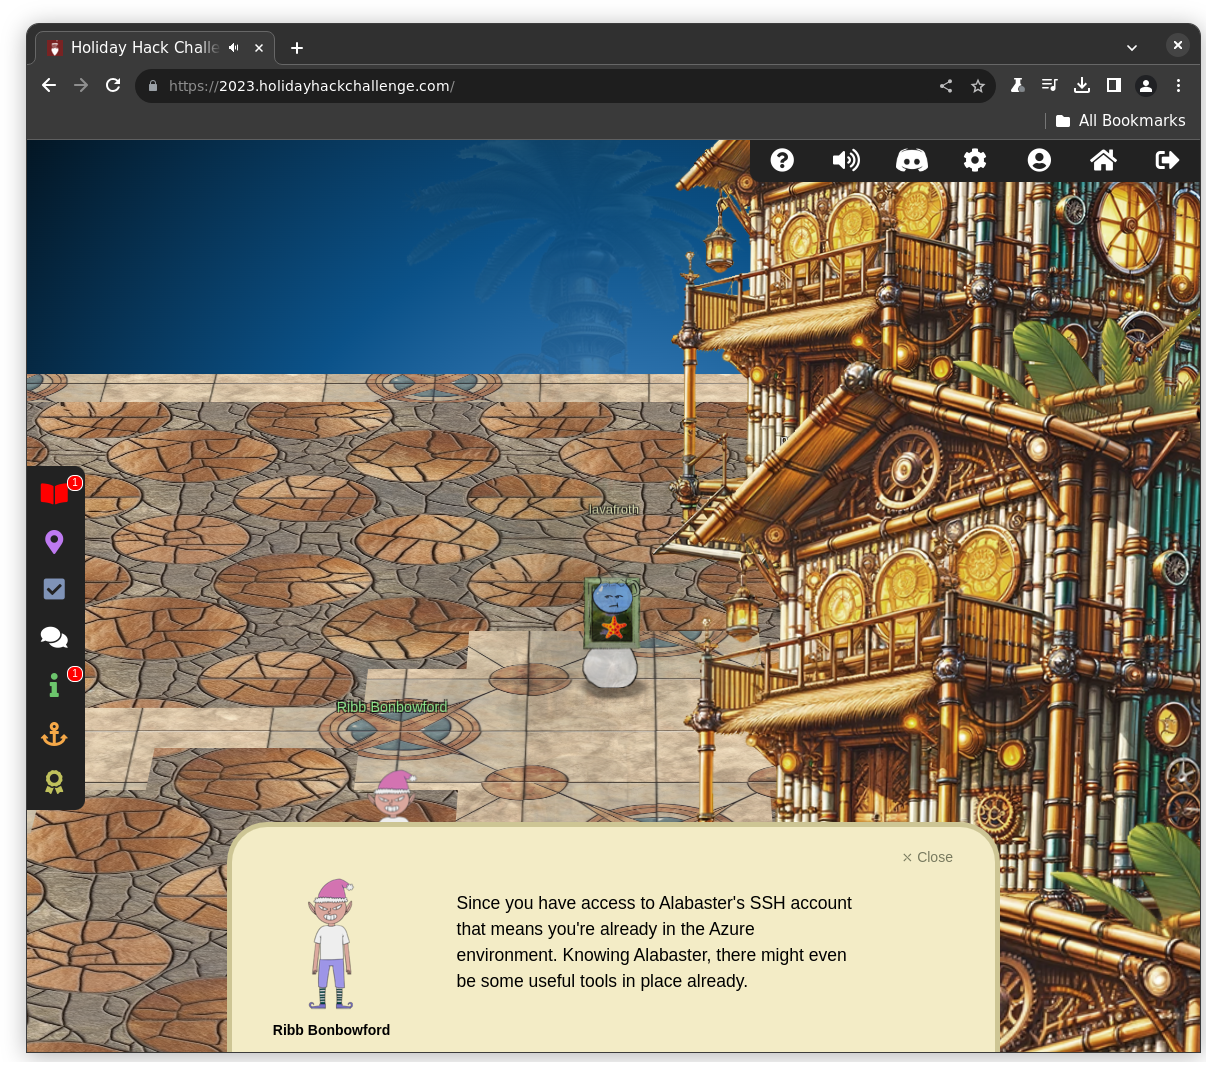 Holiday Hack Challe
https://2023.holidayhackchallenge.com/
All Bookmarks
1
lavafroth
1
Ribb Bonbowford
Close
Since you have access to Alabaster's SSH account
that means you're already in the Azure
environment. Knowing Alabaster, there might even
be some useful tools in place already.
Ribb Bonbowford